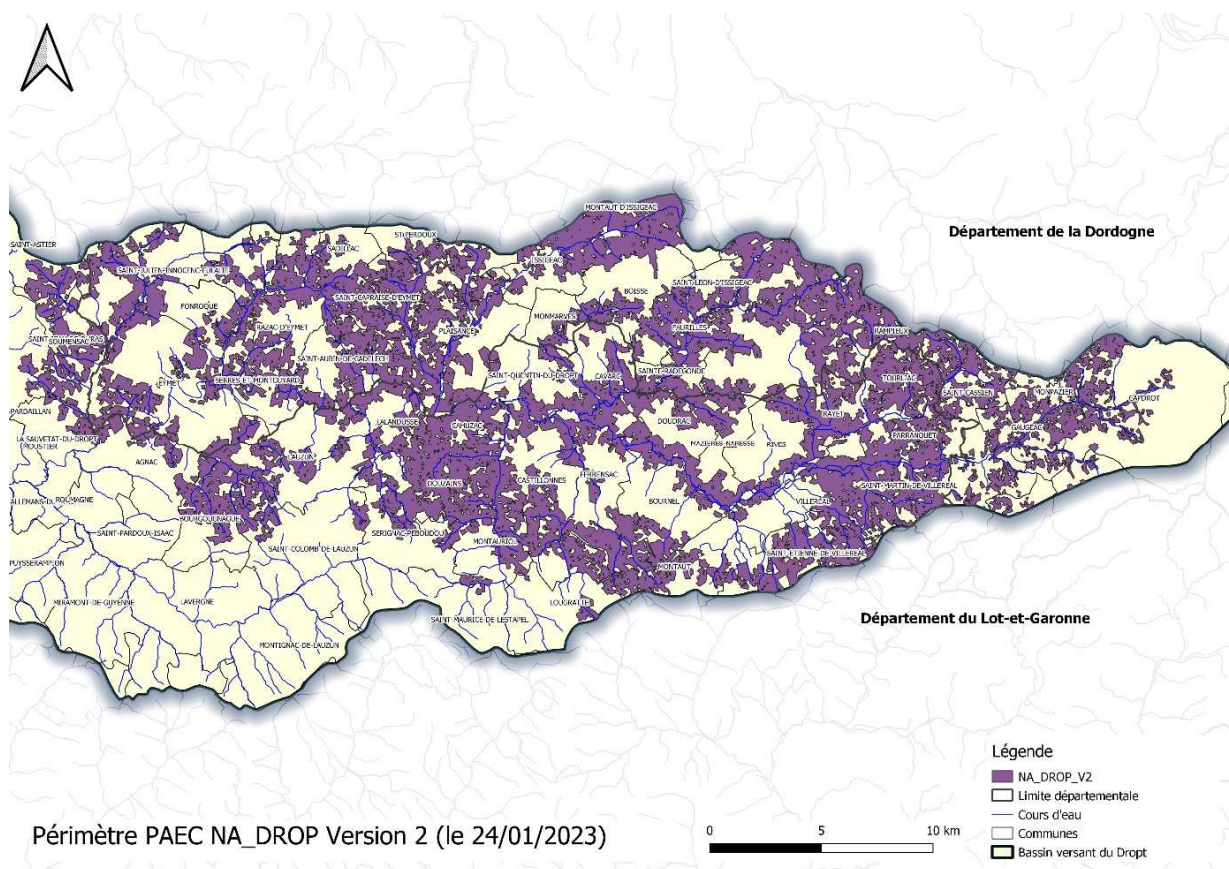 MONTAUT D'ISSIGEAC
Département de la Dordogne
ST-PERDOUX
SAINT-ASTIER
SADILLAC
ISSIGEAC
SAINT-JULIEN-INNOCENC-EULALIE
SAINT-LEON-D'ISSIGEAC
BOISSE
SAINT-CAPRAISE-D'EYMET
FONROQUE
MONMARVES
RAZAC D'EYMET
PLAISANCE
FAURILLES
RAMPIEUX
SOUMENSAC
SAINT-AUBIN-DE-CADELECH
SAINTE-RADEGONDE
SAINT-QUENTIN-DU-DROPT
CAVARC
TOURLIAC
EYMET
SERRES ET MONTGUYARD
SAINT-CASSIEN
MONPAZIER
CAPDROT
PARDAILLAN
LALANDUSSE
CAHUZAC
DOUDRAC
RAYET
GAUGEAC
LA SAUVETAT-DU-DROPT
MOUSTIER
PARRANQUET
MAZIERES-NARESSE
RIVES
AGNAC
LAUZUN
FERRENSAC
CASTILLONNES
DOUZAINS
SAINT-MARTIN-DE-VILLEREAL
ALLEMANS-DU
ROUMAGNE
BOURNEL
VILLEREAL
BOURGOUGNAGUE
SAINT-PARDOUX-ISAAC
SERIGNAC-PEBOUDOU
MONTAURIOL
SAINT-COLOMB-DE-LAUZUN
SAINT-ETIENNE-DE-VILLEREAL
PUYSSERAMPION
MONTAUT
MIRAMONT-DE-GUYENNE
LAVERGNE
LOUGRATTE
SAINT-MAURICE-DE-LESTAPEL
Département du Lot-et-Garonne
MONTIGNAC-DE-LAUZUN
Légende
NA_DROP_V2
Limite départementale
Cours d'eau
Communes
Bassin versant du Dropt
Périmètre PAEC NA_DROP Version 2 (le 24/01/2023)
0 5 10 km